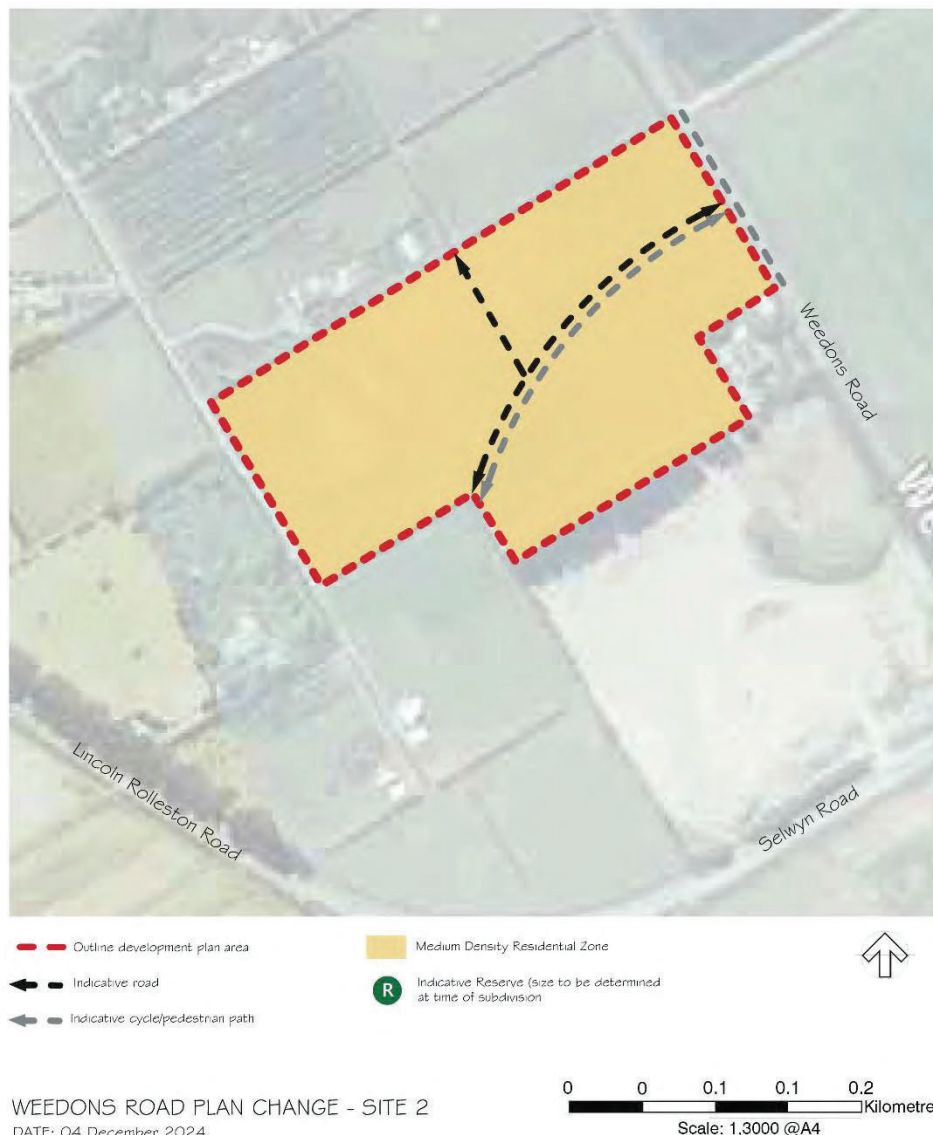 Weedons Road
We
Lincoln Rolleston Road
Selwyn Road
Outline development plan area
Medium Density Residential Zone
Indicative road
R
Indicative Reserve (size to be determined
at time of subdivision
Indicative cycle/pedestrian path
WEEDONS ROAD PLAN CHANGE - SITE 2
DATE: 04 December 2024
0 0 0.1 0.1 0.2
Kilometre
Scale: 1.3000 @A4